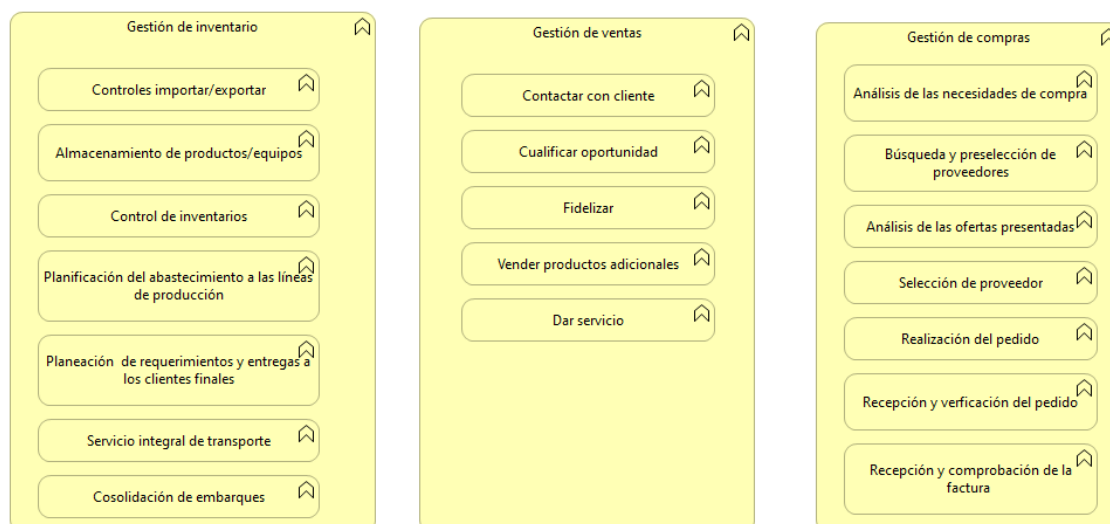 Gestión de inventario
Controles importar/exportar
Almacenamiento de productos/equipos
Control de inventarios
Planificación del abastecimiento a las líneas
de producción
Planeación  de requerimientos y entregas a
los clientes finales
Servicio integral de transporte
Cosolidación de embarques
Gestión de ventas
Contactar con cliente
Cualificar oportunidad
Fidelizar
Vender productos adicionales
Dar servicio
Gestión de compras
Análisis de las necesidades de compra
Búsqueda y preselección de
proveedores
Análisis de las ofertas presentadas
Selección de proveedor
Realización del pedido
Recepción y verficación del pedido
Recepción y comprobación de la
factura